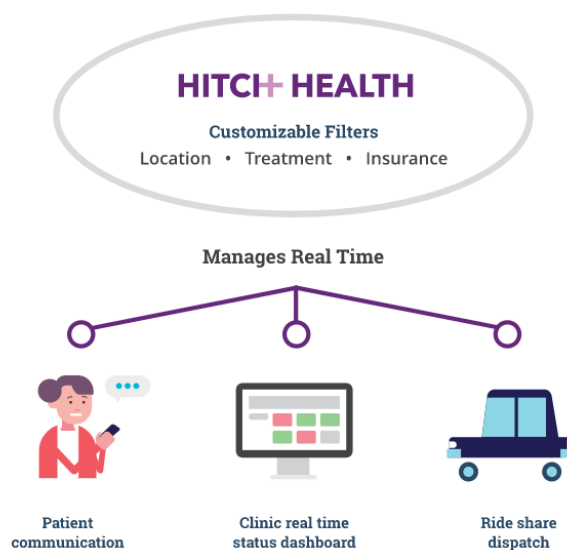 HITCH HEALTH
Customizable Filters
Location • Treatment • Insurance
Manages Real Time
Patient
communication
Clinic real time
status dashboard
Ride share
dispatch